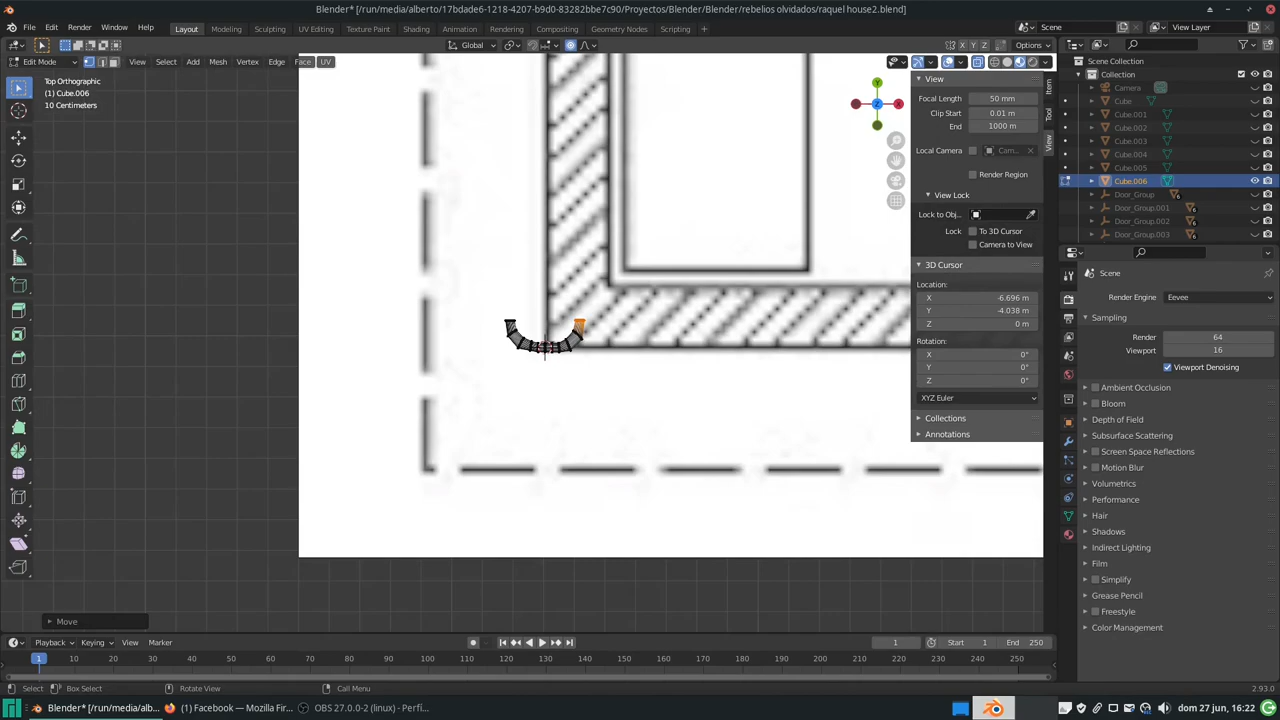 Blender* [/run/media/alberto/17bdade6-1218-4207-b9d0-83282bbe7c90/Proyectos/Blender/Blender/rebelios olvidados/raquel house2.blend]
File Edit Render Window Help Layout Modeling Sculpting UV Editing Texture Paint Shading Animation Rendering Compositing Geometry Nodes Scripting Scene View Layer
Global X Y Z Options
Edit Mode View Select Add Mesh Vertex Edge Face UV
Top Orthographic
(1) Cube.006
10 Centimeters
Z
View
Focal Length 50 mm
Clip Start 0.01 m
End 1000 m
Local Camera Cam...
Render Region
View Lock
Lock to Obj...
Lock To 3D Cursor
Camera to View
3D Cursor
Location:
X -6.696 m
Y -4.038 m
Z 0 m
Rotation:
X 0°
Y 0°
Z 0°
XYZ Euler
Collections
Annotations
Item
Tool
View
Scene Collection
Collection
Camera
Cube
Cube.001
Cube.002
Cube.003
Cube.004
Cube.005
Cube.006
Door_Group
Door_Group.001
Door_Group.002
Door_Group.003
Scene
Render Engine Eevee
Sampling
Render 64
Viewport 16
Viewport Denoising
Ambient Occlusion
Bloom
Depth of Field
Subsurface Scattering
Screen Space Reflections
Motion Blur
Volumetrics
Performance
Hair
Shadows
Indirect Lighting
Film
Simplify
Grease Pencil
Freestyle
Color Management
Move
Playback Keying View Marker 1 Start 1 End 250
1 10 20 30 40 50 60 70 80 90 100 110 120 130 140 150 160 170 180 190 200 210 220 230 240 250
Select Box Select Rotate View Call Menu 2.93.0
Blender* [/run/media/alb... (1) Facebook — Mozilla Fir... OBS 27.0.0-2 (linux) - Perfi... dom 27 jun, 16:22